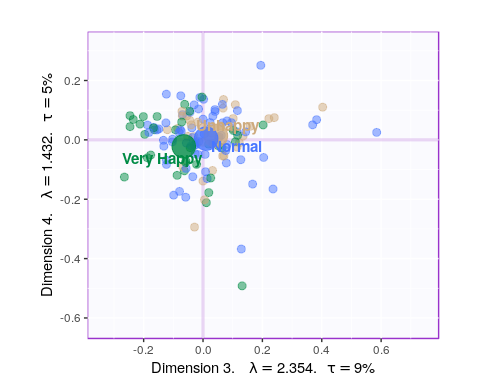 0.2
0.0
-0.2
-0.4
-0.6
Dimension 4. λ = 1.432. τ = 5%
Unhappy
Normal
Very Happy
-0.2 0.0 0.2 0.4 0.6
Dimension 3. λ = 2.354. τ = 9%